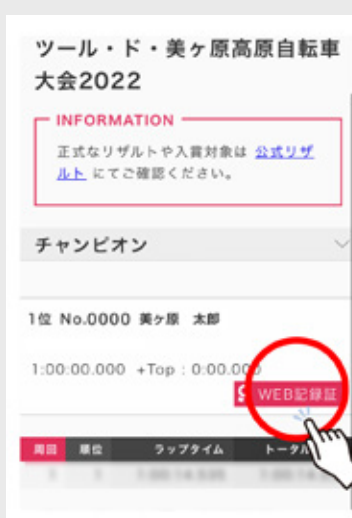 ツール・ド・美ヶ原高原自転車
大会2022
INFORMATION
正式なリザルトや入賞対象は 公式リザ
ルト にてご確認ください。
チャンピオン
1位 No.0000 美ヶ原 太郎
1:00:00.000 +Top : 0:00.000
WEB記録証
周回 順位 ラップタイム トータル